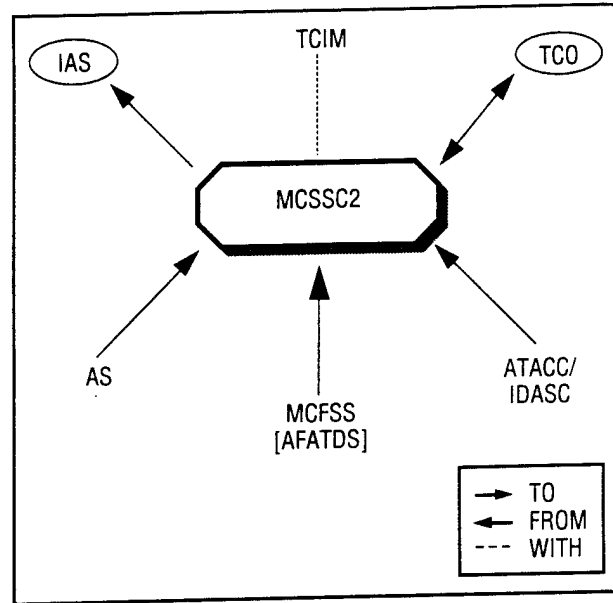 TCIM
IAS
TCO
MCSSC2
AS
ATACC/
IDASC
MCFSS
[AFATDS]
TO
FROM
WITH